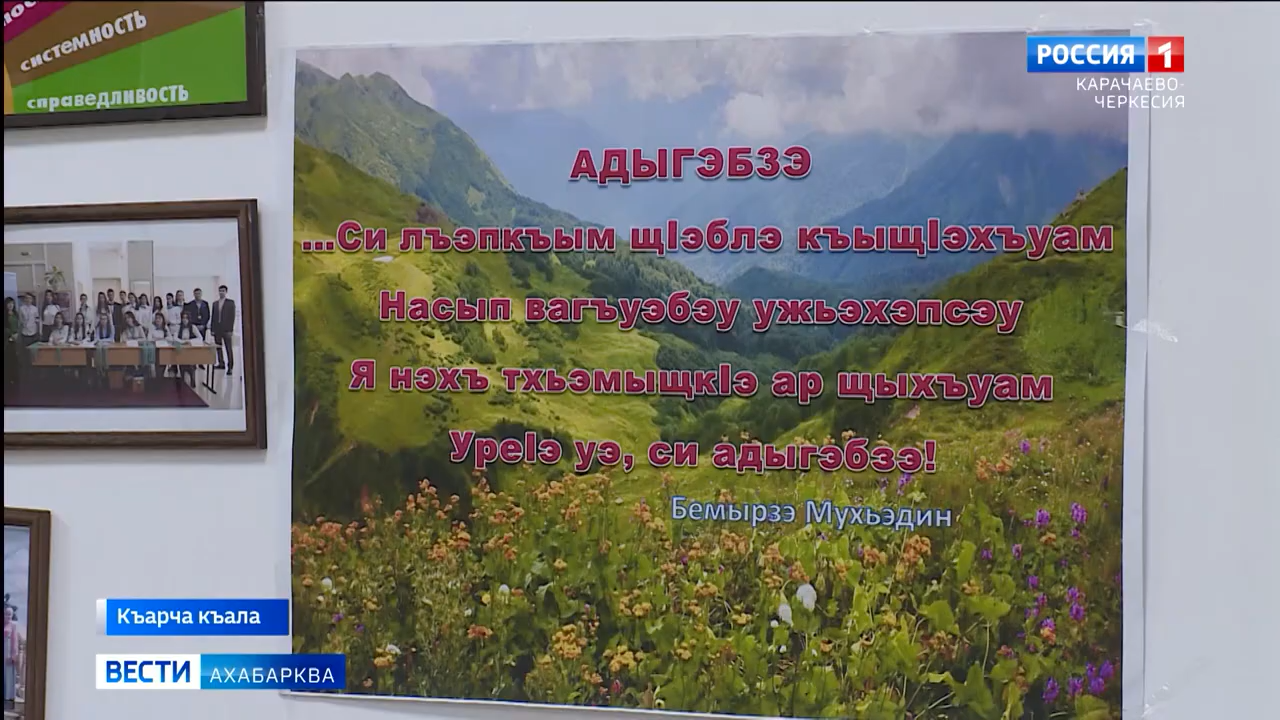 системность
справедливость
РОССИЯ 1
КАРАЧАЕВО-
ЧЕРКЕСИЯ
АДЫГЭБЗЭ
...Си лъэпкъым щIэблэ къыщIэхъуам
Насып вагъуэбэу ужьэхэпсэу
Я нэхъ тхьэмыщкIэ ар щыхъуам
УреIэ уэ, си адыгэбзэ!
Бемырзэ Мухьэдин
Къарча къала
ВЕСТИ АХАБАРКВА